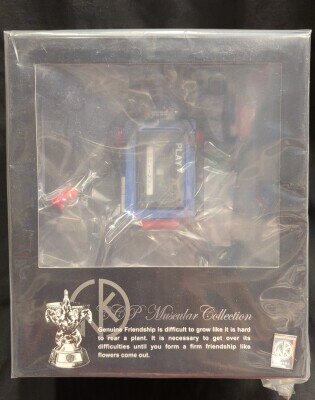 PLAY
CCP Muscular Collection
Genuine Friendship is difficult to grow like it is hard
to rear a plant. It is necessary to get over its
difficulties until you form a firm friendship like
flowers come out.